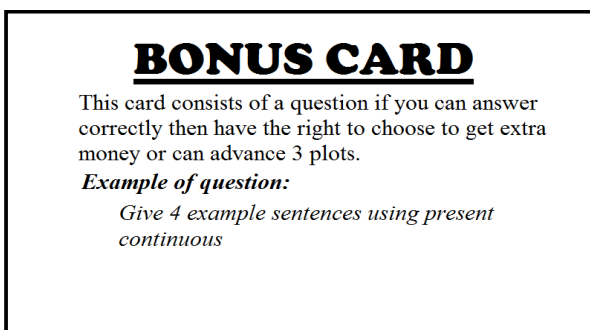 BONUS CARD
This card consists of a question if you can answer
correctly then have the right to choose to get extra
money or can advance 3 plots.
Example of question:
Give 4 example sentences using present
continuous